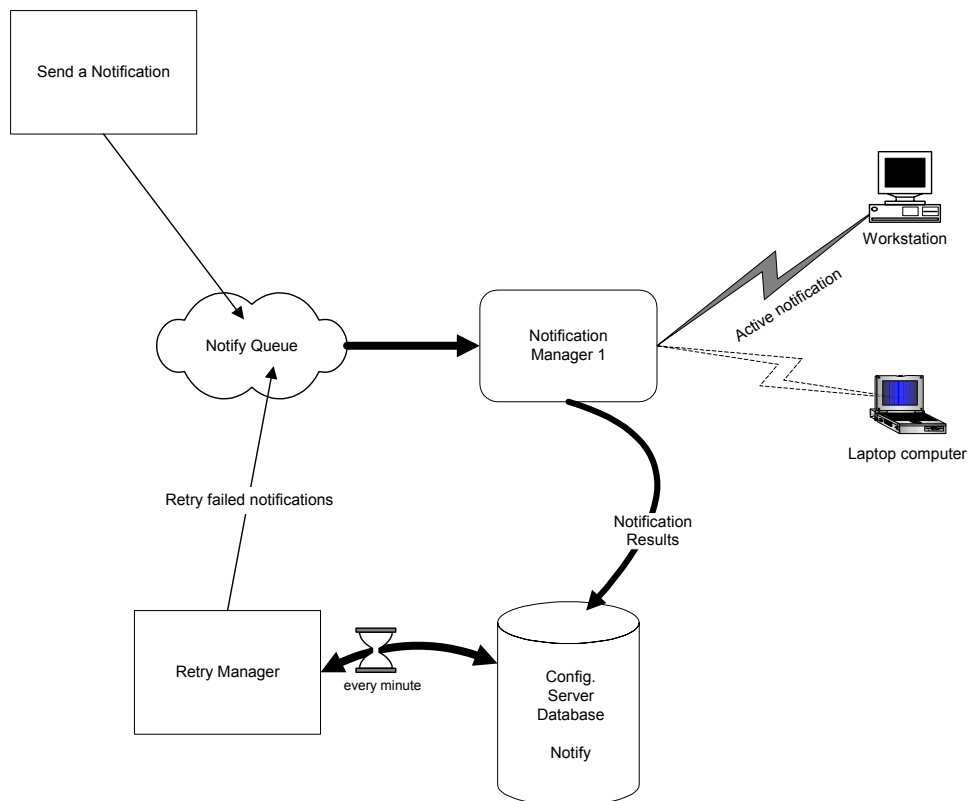 Send a Notification
Workstation
Active notification
Notify Queue
Notification
Manager 1
Laptop computer
Retry failed notifications
Notification
Results
Retry Manager
every minute
Config.
Server
Database
Notify